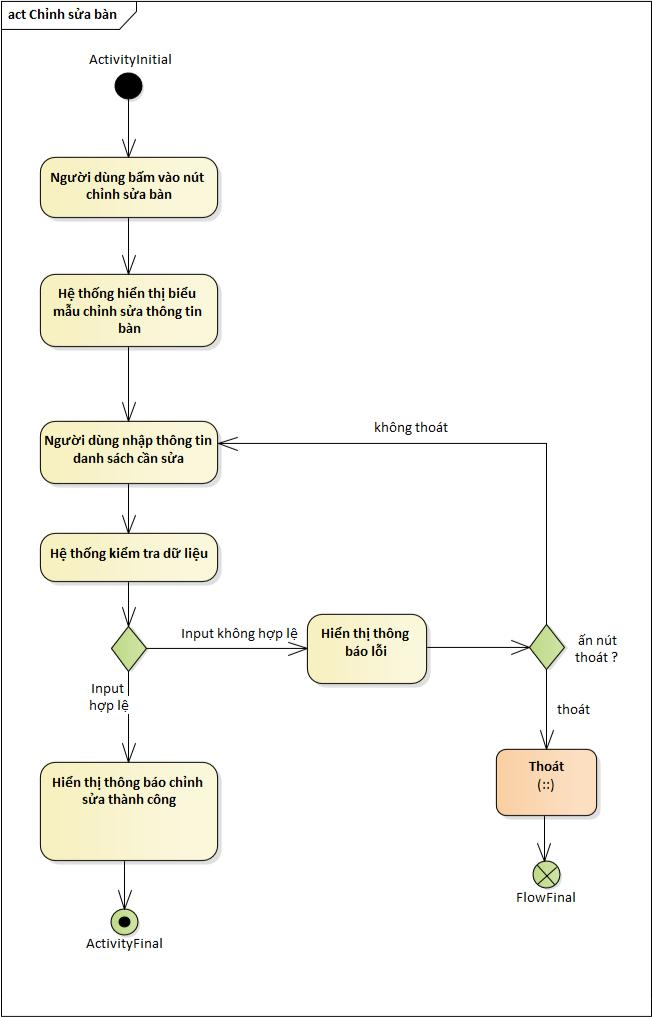 act Chỉnh sửa bàn
ActivityInitial
Người dùng bấm vào nút
chỉnh sửa bàn
Hệ thống hiển thị biểu
mẫu chỉnh sửa thông tin
bàn
không thoát
Người dùng nhập thông tin
danh sách cần sửa
Hệ thống kiểm tra dữ liệu
Input không hợp lệ
Hiển thị thông
báo lỗi
ấn nút
thoát ?
Input
hợp lệ
thoát
Hiển thị thông báo chỉnh
sửa thành công
Thoát
(::)
FlowFinal
ActivityFinal